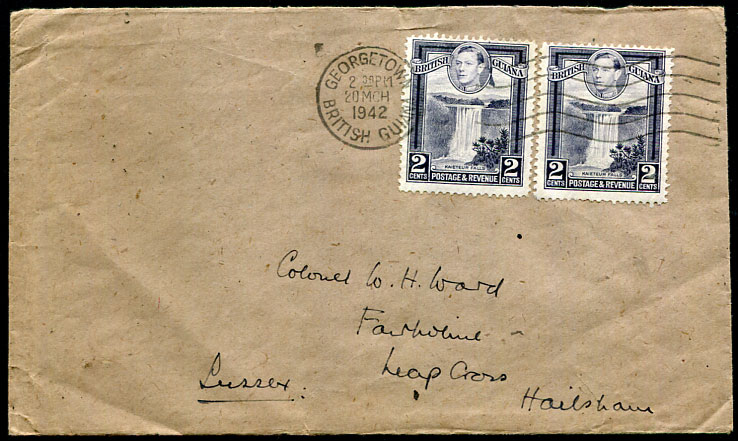 GEORGETOWN
2 30PM
20 MCH
1942
BRITISH GUIANA
BRITISH GUIANA
KAIETEUR FALLS
2 CENTS POSTAGE & REVENUE 2 CENTS
BRITISH GUIANA
KAIETEUR FALLS
2 CENTS POSTAGE & REVENUE 2 CENTS
Colonel W. H. Ward
Fairholme
Leap Cross
Hailsham
Sussex.